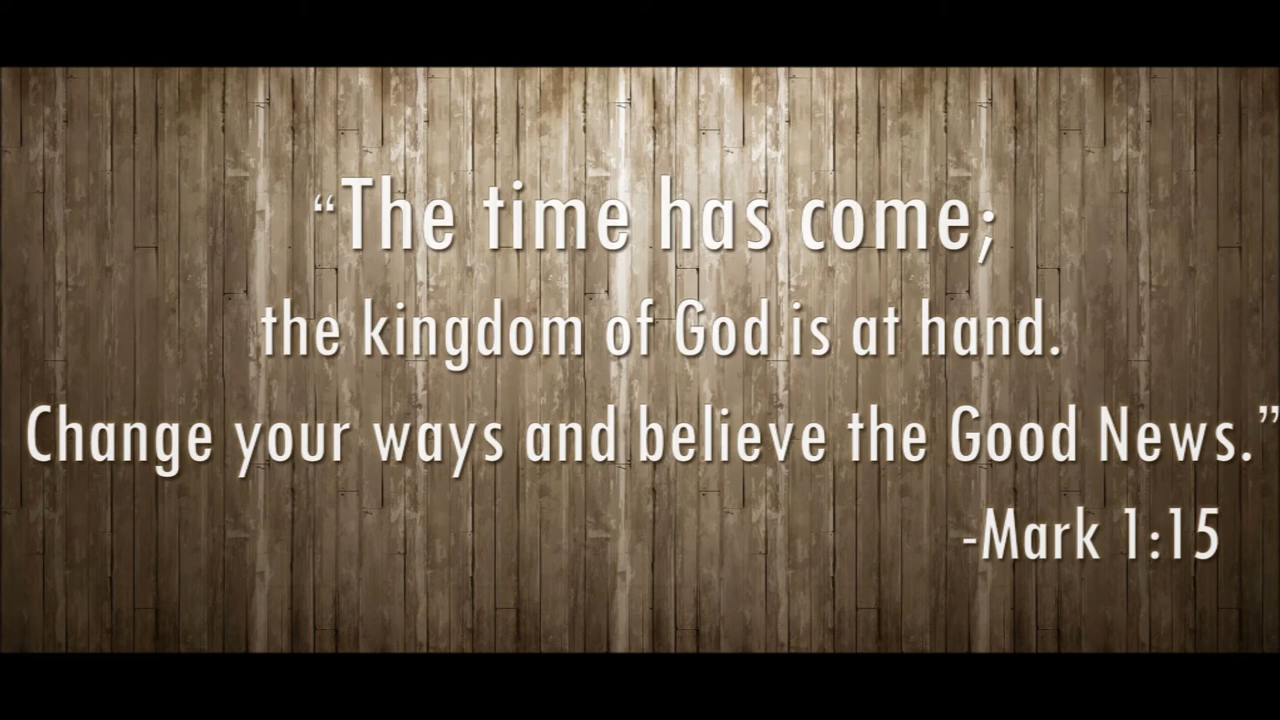 “The time has come;
the kingdom of God is at hand.
Change your ways and believe the Good News.”
-Mark 1:15